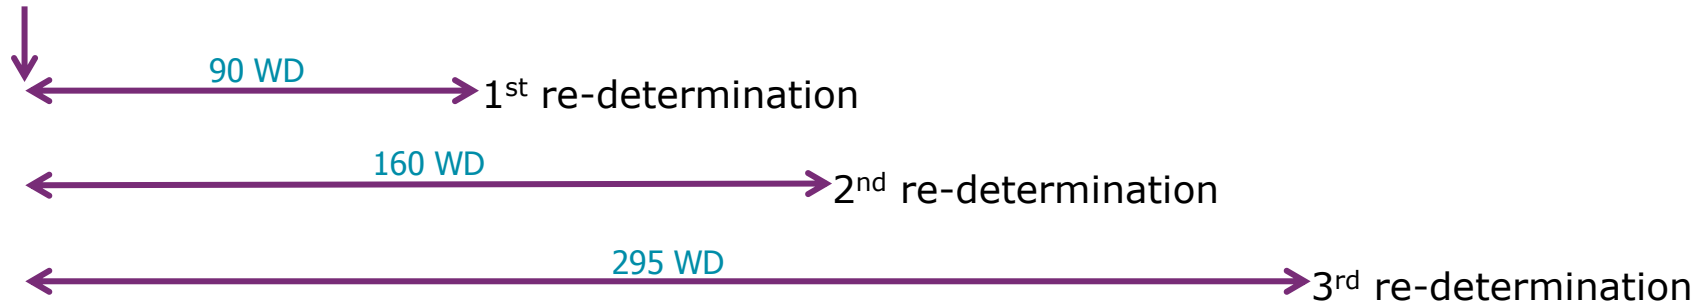 90 WD
1st re-determination
160 WD
2nd re-determination
295 WD
3rd re-determination